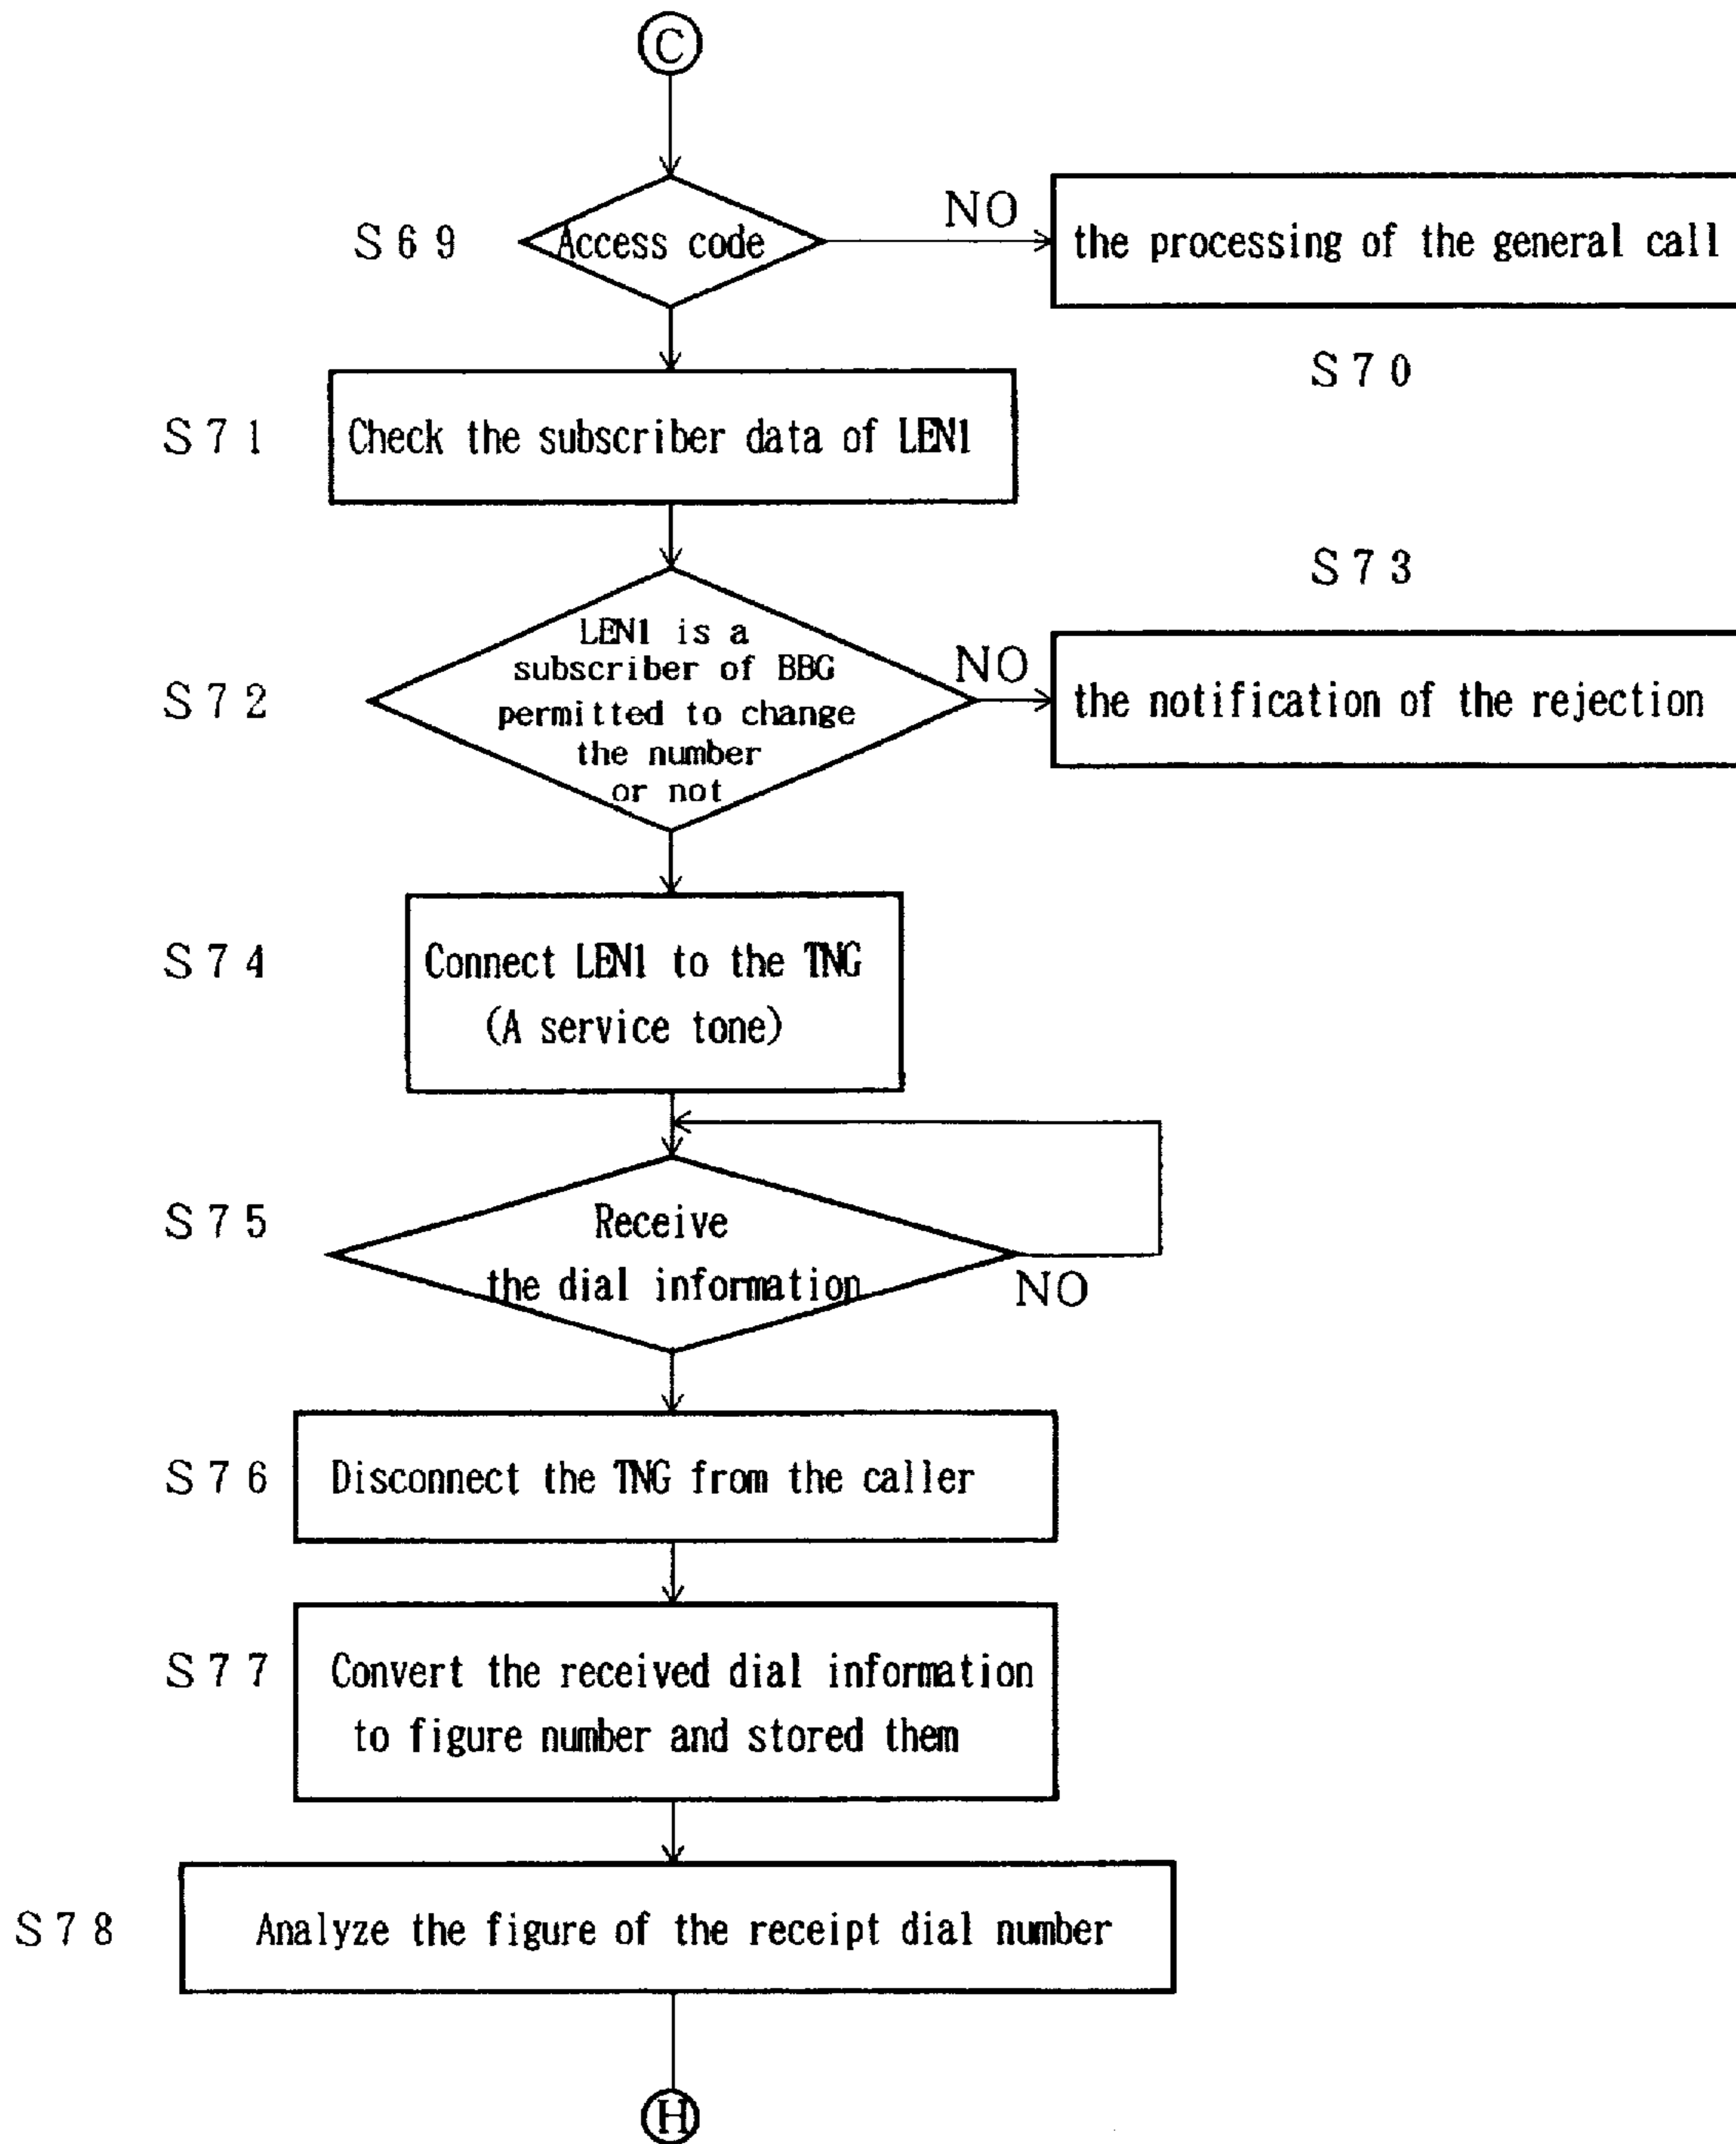 C
S69
Access code
NO
the processing of the general call
S70
S71
Check the subscriber data of LEN1
S72
LEN1 is a
subscriber of BBG
permitted to change
the number
or not
NO
S73
the notification of the rejection
S74
Connect LEN1 to the TNG
(A service tone)
S75
Receive
the dial information
NO
S76
Disconnect the TNG from the caller
S77
Convert the received dial information
to figure number and stored them
S78
Analyze the figure of the receipt dial number
H